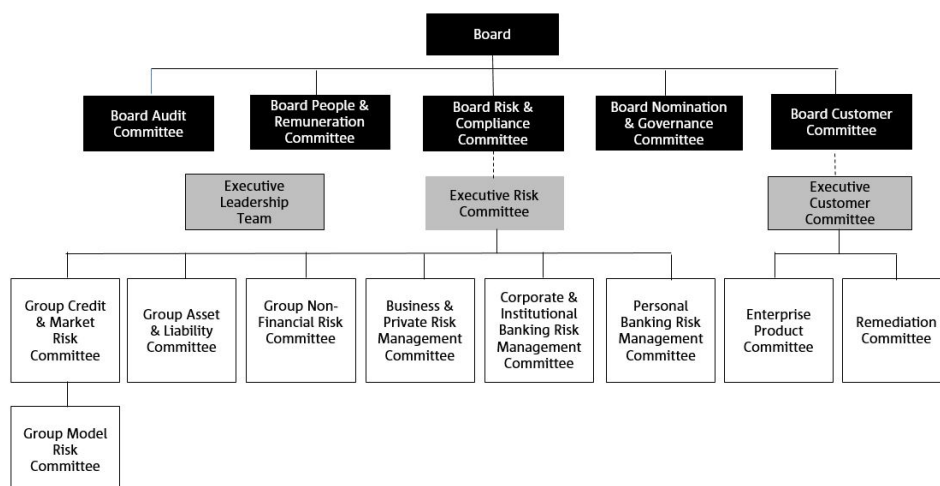 Board
Board Audit
Committee
Board People &
Remuneration
Committee
Board Risk &
Compliance
Committee
Board Nomination
& Governance
Committee
Board Customer
Committee
Executive
Leadership
Team
Executive Risk
Committee
Executive
Customer
Committee
Group Credit
& Market
Risk
Committee
Group Asset
& Liability
Committee
Group Non-
Financial Risk
Committee
Business &
Private Risk
Management
Committee
Corporate &
Institutional
Banking Risk
Management
Committee
Personal
Banking Risk
Management
Committee
Enterprise
Product
Committee
Remediation
Committee
Group Model
Risk
Committee